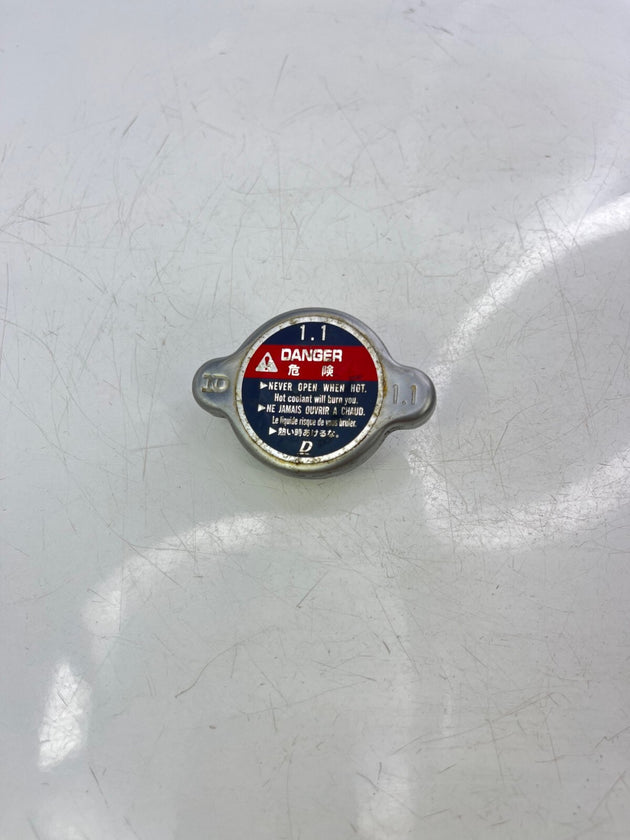 1.1
DANGER
危険
▶NEVER OPEN WHEN HOT.
Hot coolant will burn you.
▶NE JAMAIS OUVRIR A CHAUD.
Le liquide risque de vous bruler.
▶熱い時あけるな。
D
1.1